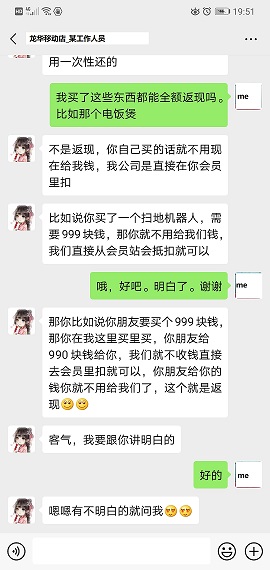 19:51
龙华移动店_某工作人员
用一次性还的
我买了这些东西都能全额返现吗。
比如那个电饭煲
me
不是返现，你自己买的话就不用现
在给我钱，我公司是直接在你会员
里扣
比如说你买了一个扫地机器人，需
要999块钱，那你就不用给我们钱，
我们直接从会员站会抵扣就可以
哦，好吧。明白了。谢谢
me
那你比如说你朋友要买个999块钱，
那你在我这里买里买，你朋友给
990块钱给你，我们就不收钱直接
去会员里扣就可以，你朋友给你的
钱你就不用给我们了，这个就是返
现
客气，我要跟你讲明白的
好的
me
嗯嗯有不明白的就问我